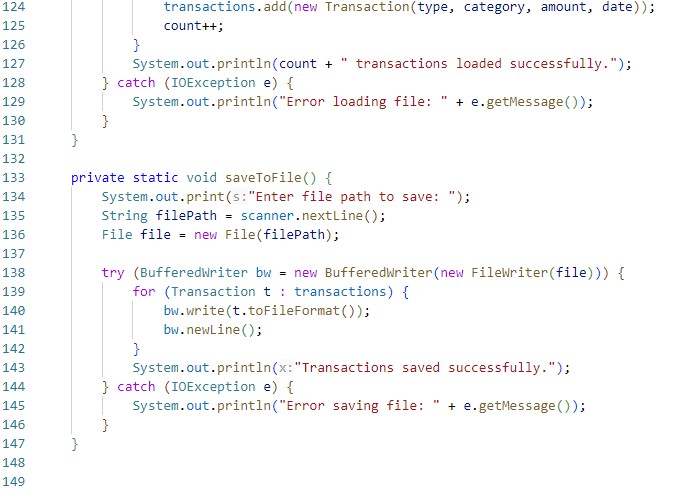 124                 transactions.add(new Transaction(type, category, amount, date));
125                 count++;
126             }
127             System.out.println(count + " transactions loaded successfully.");
128         } catch (IOException e) {
129             System.out.println("Error loading file: " + e.getMessage());
130         }
131     }
132
133     private static void saveToFile() {
134         System.out.print(s:"Enter file path to save: ");
135         String filePath = scanner.nextLine();
136         File file = new File(filePath);
137
138         try (BufferedWriter bw = new BufferedWriter(new FileWriter(file))) {
139             for (Transaction t : transactions) {
140                 bw.write(t.toFileFormat());
141                 bw.newLine();
142             }
143             System.out.println(x:"Transactions saved successfully.");
144         } catch (IOException e) {
145             System.out.println("Error saving file: " + e.getMessage());
146         }
147     }
148
149